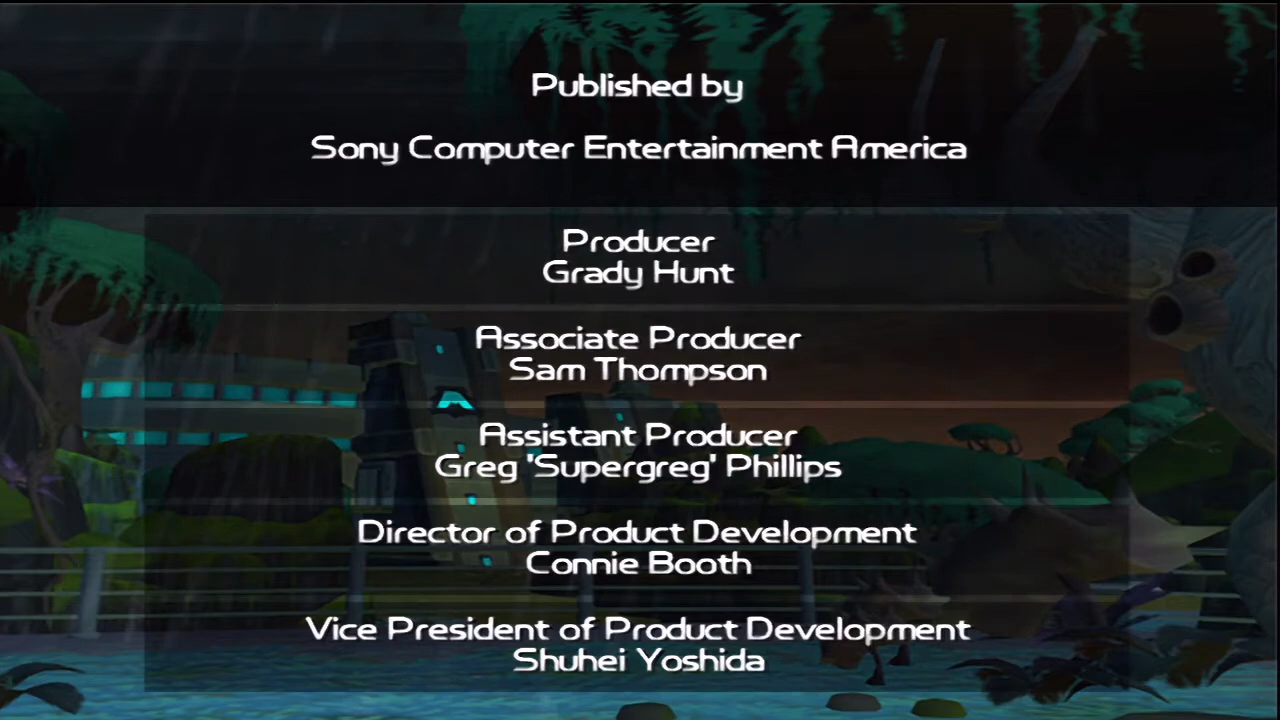 Published by
Sony Computer Entertainment America
Producer
Grady Hunt
Associate Producer
Sam Thompson
Assistant Producer
Greg 'Supergreg' Phillips
Director of Product Development
Connie Booth
Vice President of Product Development
Shuhei Yoshida